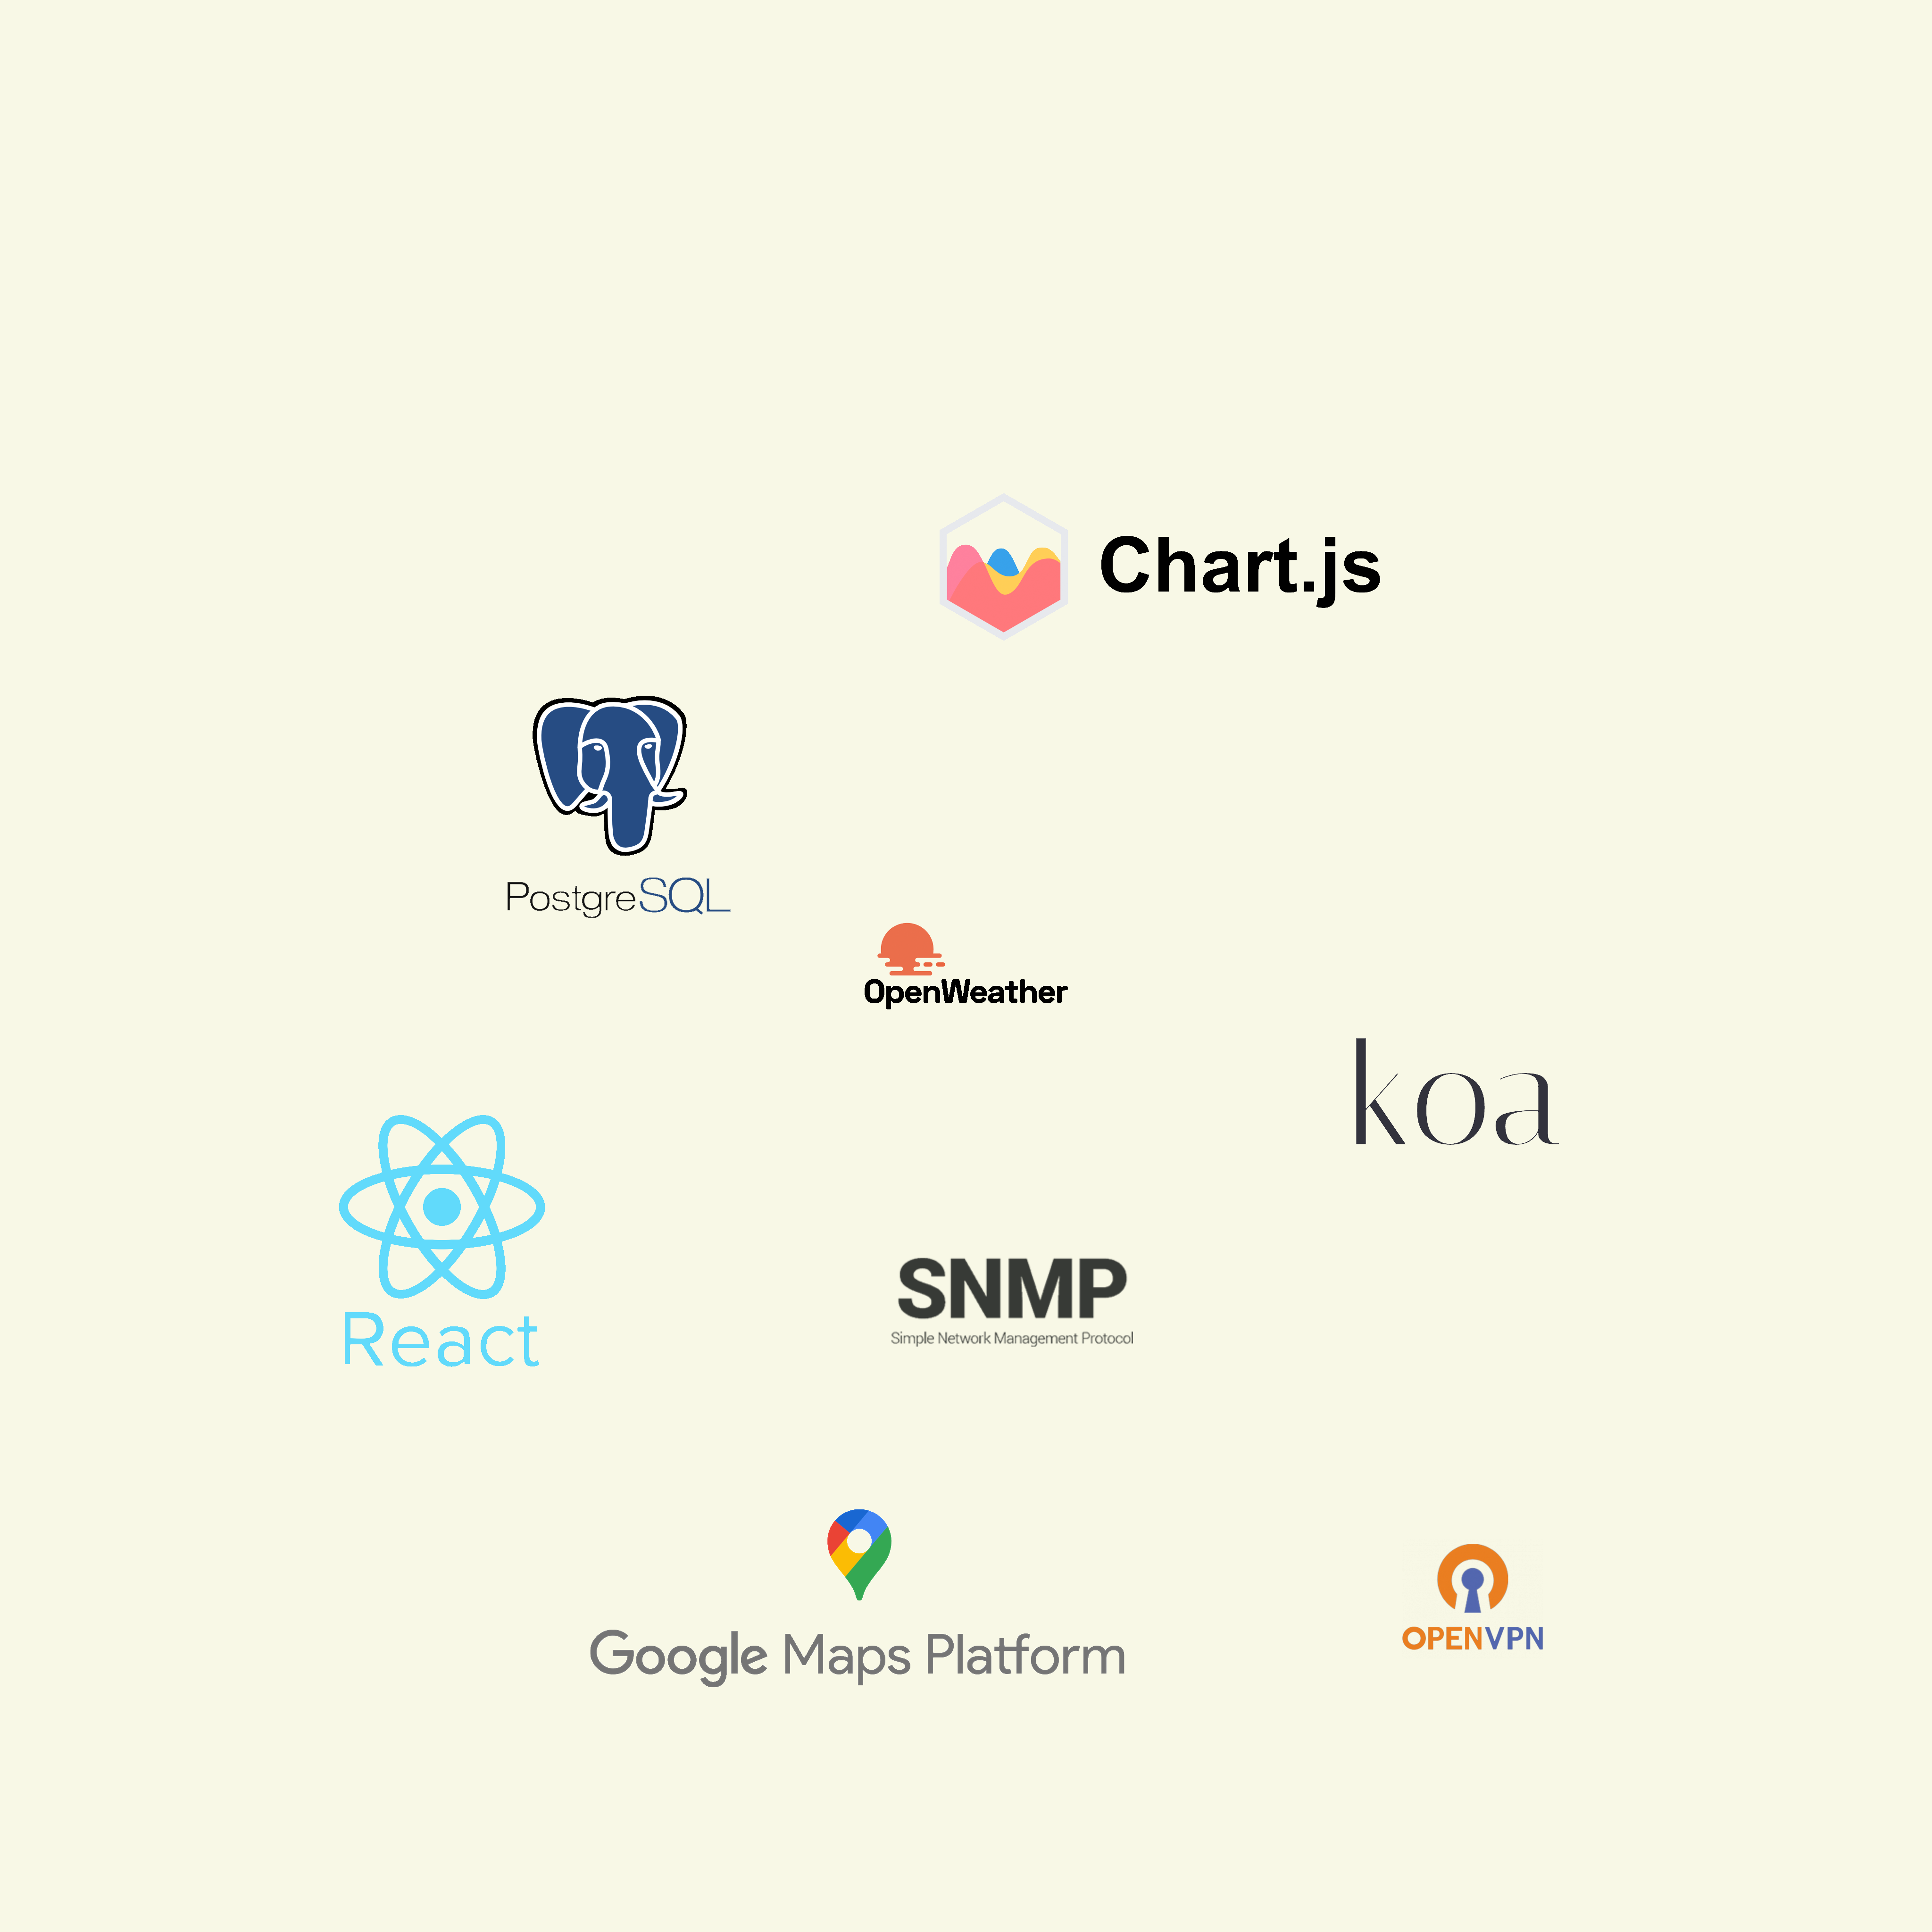 Chart.js
PostgreSQL
OpenWeather
koa
React
SNMP
Simple Network Management Protocol
Google Maps Platform
OPENVPN